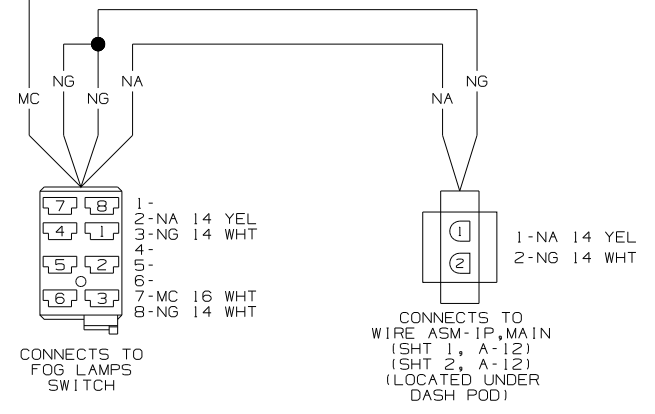 MC
NG
NG
NA
NA
NG
7 8
4 1
5 2
6 3
1-
2-NA 14 YEL
3-NG 14 WHT
4-
5-
6-
7-MC 16 WHT
8-NG 14 WHT
CONNECTS TO
FOG LAMPS
SWITCH
1
2
1-NA 14 YEL
2-NG 14 WHT
CONNECTS TO
WIRE ASM-IP,MAIN
(SHT 1, A-12)
(SHT 2, A-12)
(LOCATED UNDER
DASH POD)